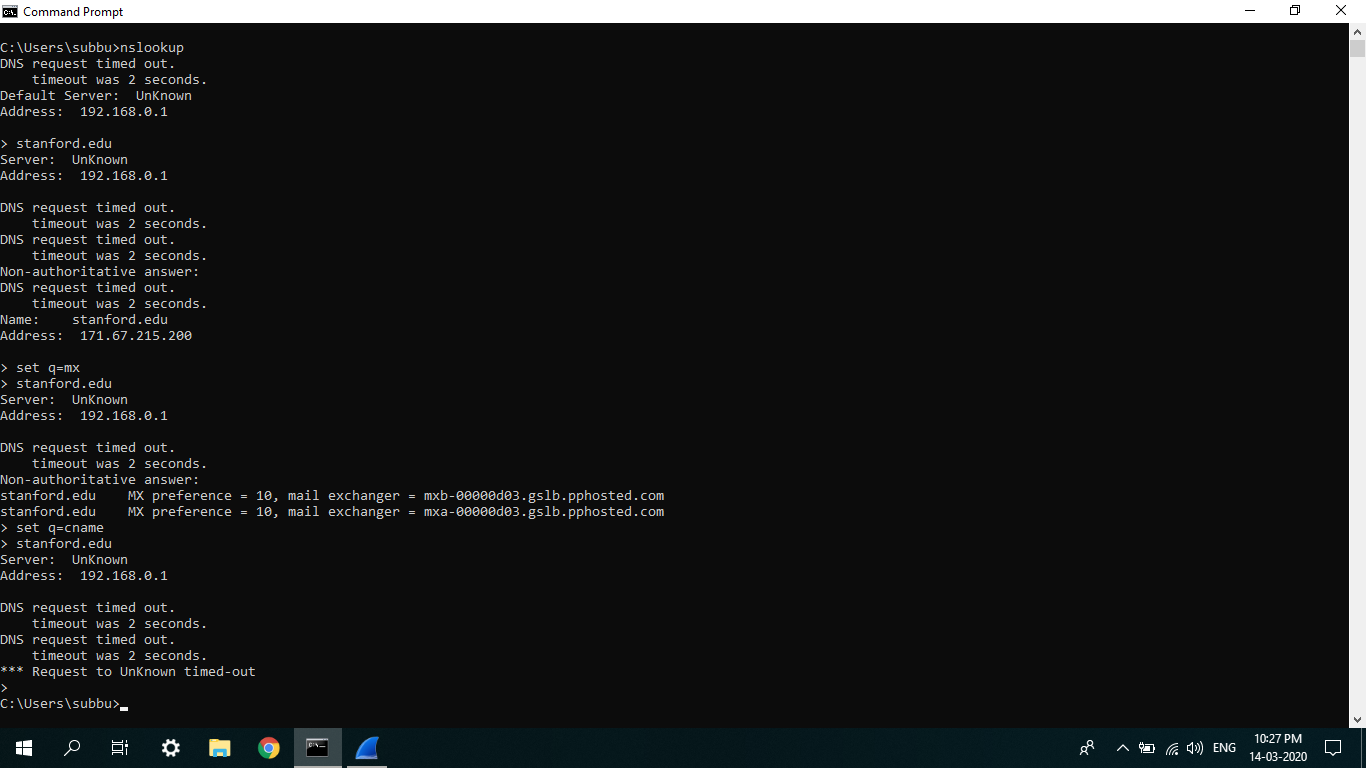 Command Prompt
C:\Users\subbu>nslookup
DNS request timed out.
    timeout was 2 seconds.
Default Server:  UnKnown
Address:  192.168.0.1

> stanford.edu
Server:  UnKnown
Address:  192.168.0.1

DNS request timed out.
    timeout was 2 seconds.
DNS request timed out.
    timeout was 2 seconds.
Non-authoritative answer:
DNS request timed out.
    timeout was 2 seconds.
Name:    stanford.edu
Address:  171.67.215.200

> set q=mx
> stanford.edu
Server:  UnKnown
Address:  192.168.0.1

DNS request timed out.
    timeout was 2 seconds.
Non-authoritative answer:
stanford.edu    MX preference = 10, mail exchanger = mxb-00000d03.gslb.pphosted.com
stanford.edu    MX preference = 10, mail exchanger = mxa-00000d03.gslb.pphosted.com
> set q=cname
> stanford.edu
Server:  UnKnown
Address:  192.168.0.1

DNS request timed out.
    timeout was 2 seconds.
DNS request timed out.
    timeout was 2 seconds.
*** Request to UnKnown timed-out
>
C:\Users\subbu>
ENG
10:27 PM
14-03-2020